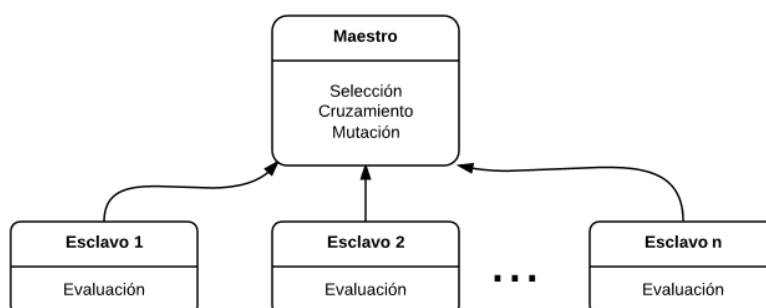 Maestro
Selección
Cruzamiento
Mutación
Esclavo 1
Evaluación
Esclavo 2
Evaluación
...
Esclavo n
Evaluación